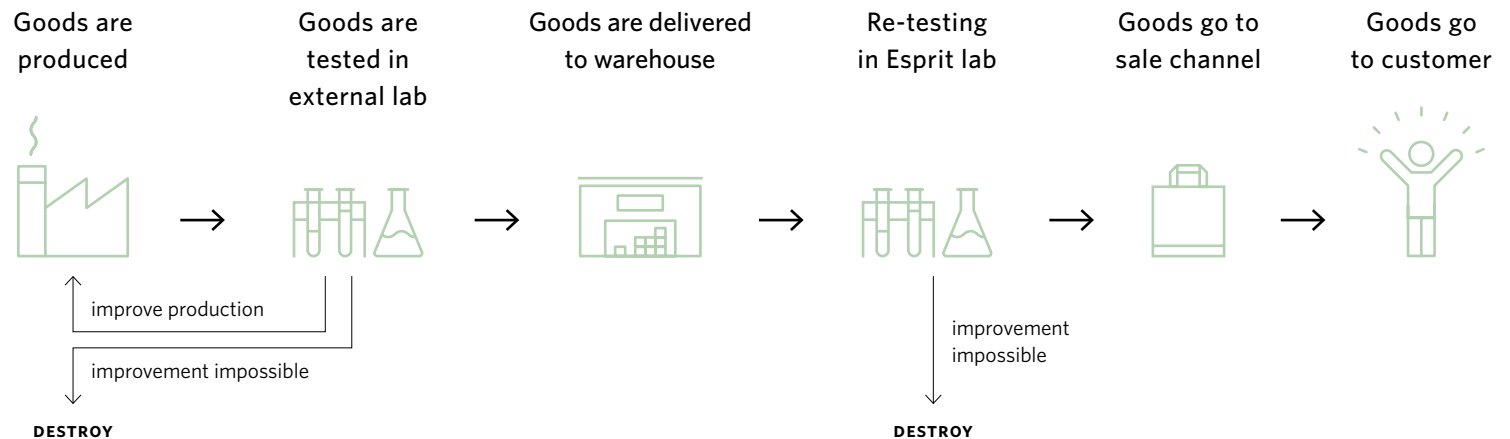 Goods are
produced
Goods are
tested in
external lab
Goods are delivered
to warehouse
Re-testing
in Esprit lab
Goods go to
sale channel
Goods go
to customer
improve production
improvement impossible
DESTROY
improvement
impossible
DESTROY